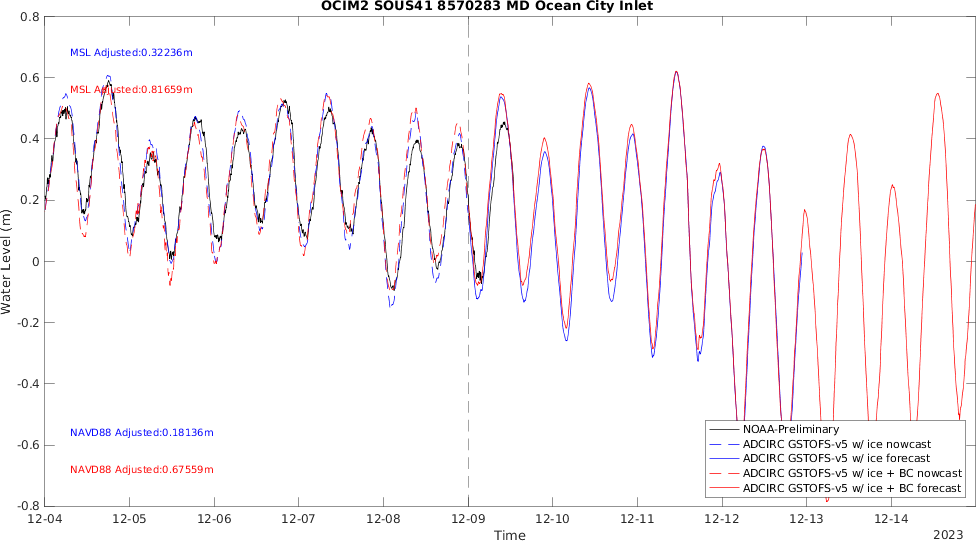 OCIM2 SOUS41 8570283 MD Ocean City Inlet
MSL Adjusted:0.32236m
MSL Adjusted:0.81659m
NAVD88 Adjusted:0.18136m
NAVD88 Adjusted:0.67559m
Water Level (m)
0.8
0.6
0.4
0.2
0
-0.2
-0.4
-0.6
-0.8
NOAA-Preliminary
ADCIRC GSTOFS-v5 w/ ice nowcast
ADCIRC GSTOFS-v5 w/ ice forecast
ADCIRC GSTOFS-v5 w/ ice + BC nowcast
ADCIRC GSTOFS-v5 w/ ice + BC forecast
12-04 12-05 12-06 12-07 12-08 12-09 12-10 12-11 12-12 12-13 12-14
Time
2023